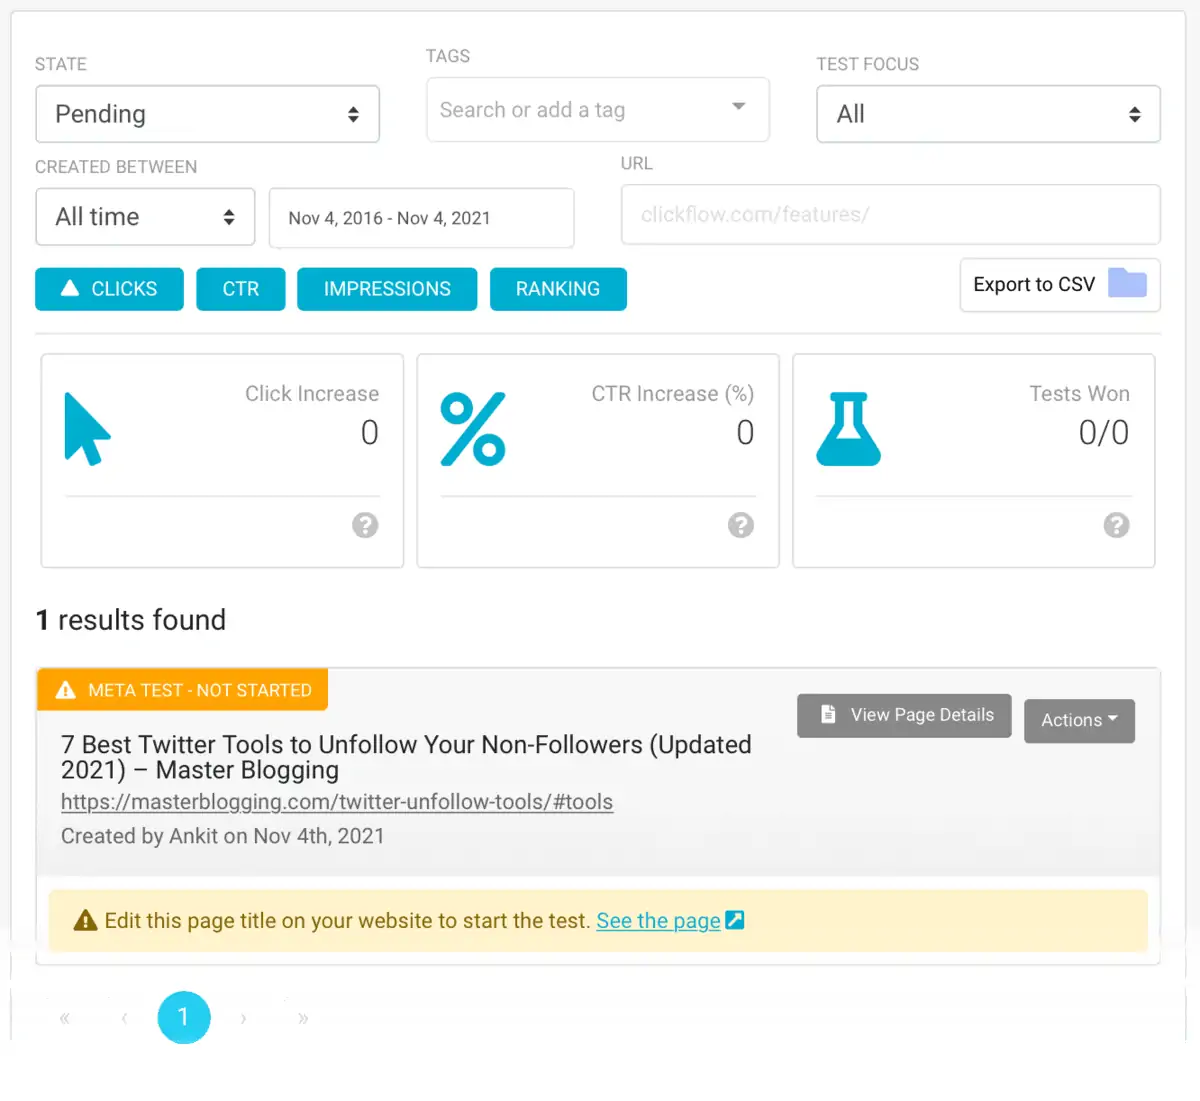 STATE
Pending
TAGS
Search or add a tag
TEST FOCUS
All
CREATED BETWEEN
All time
Nov 4, 2016 - Nov 4, 2021
URL
clickflow.com/features/
CLICKS
CTR
IMPRESSIONS
RANKING
Export to CSV
Click Increase
0
CTR Increase (%)
0
Tests Won
0/0
?
?
?
1 results found
META TEST - NOT STARTED
View Page Details
Actions
7 Best Twitter Tools to Unfollow Your Non-Followers (Updated
2021) – Master Blogging
https://masterblogging.com/twitter-unfollow-tools/#tools
Created by Ankit on Nov 4th, 2021
Edit this page title on your website to start the test. See the page
« ‹ 1 › »